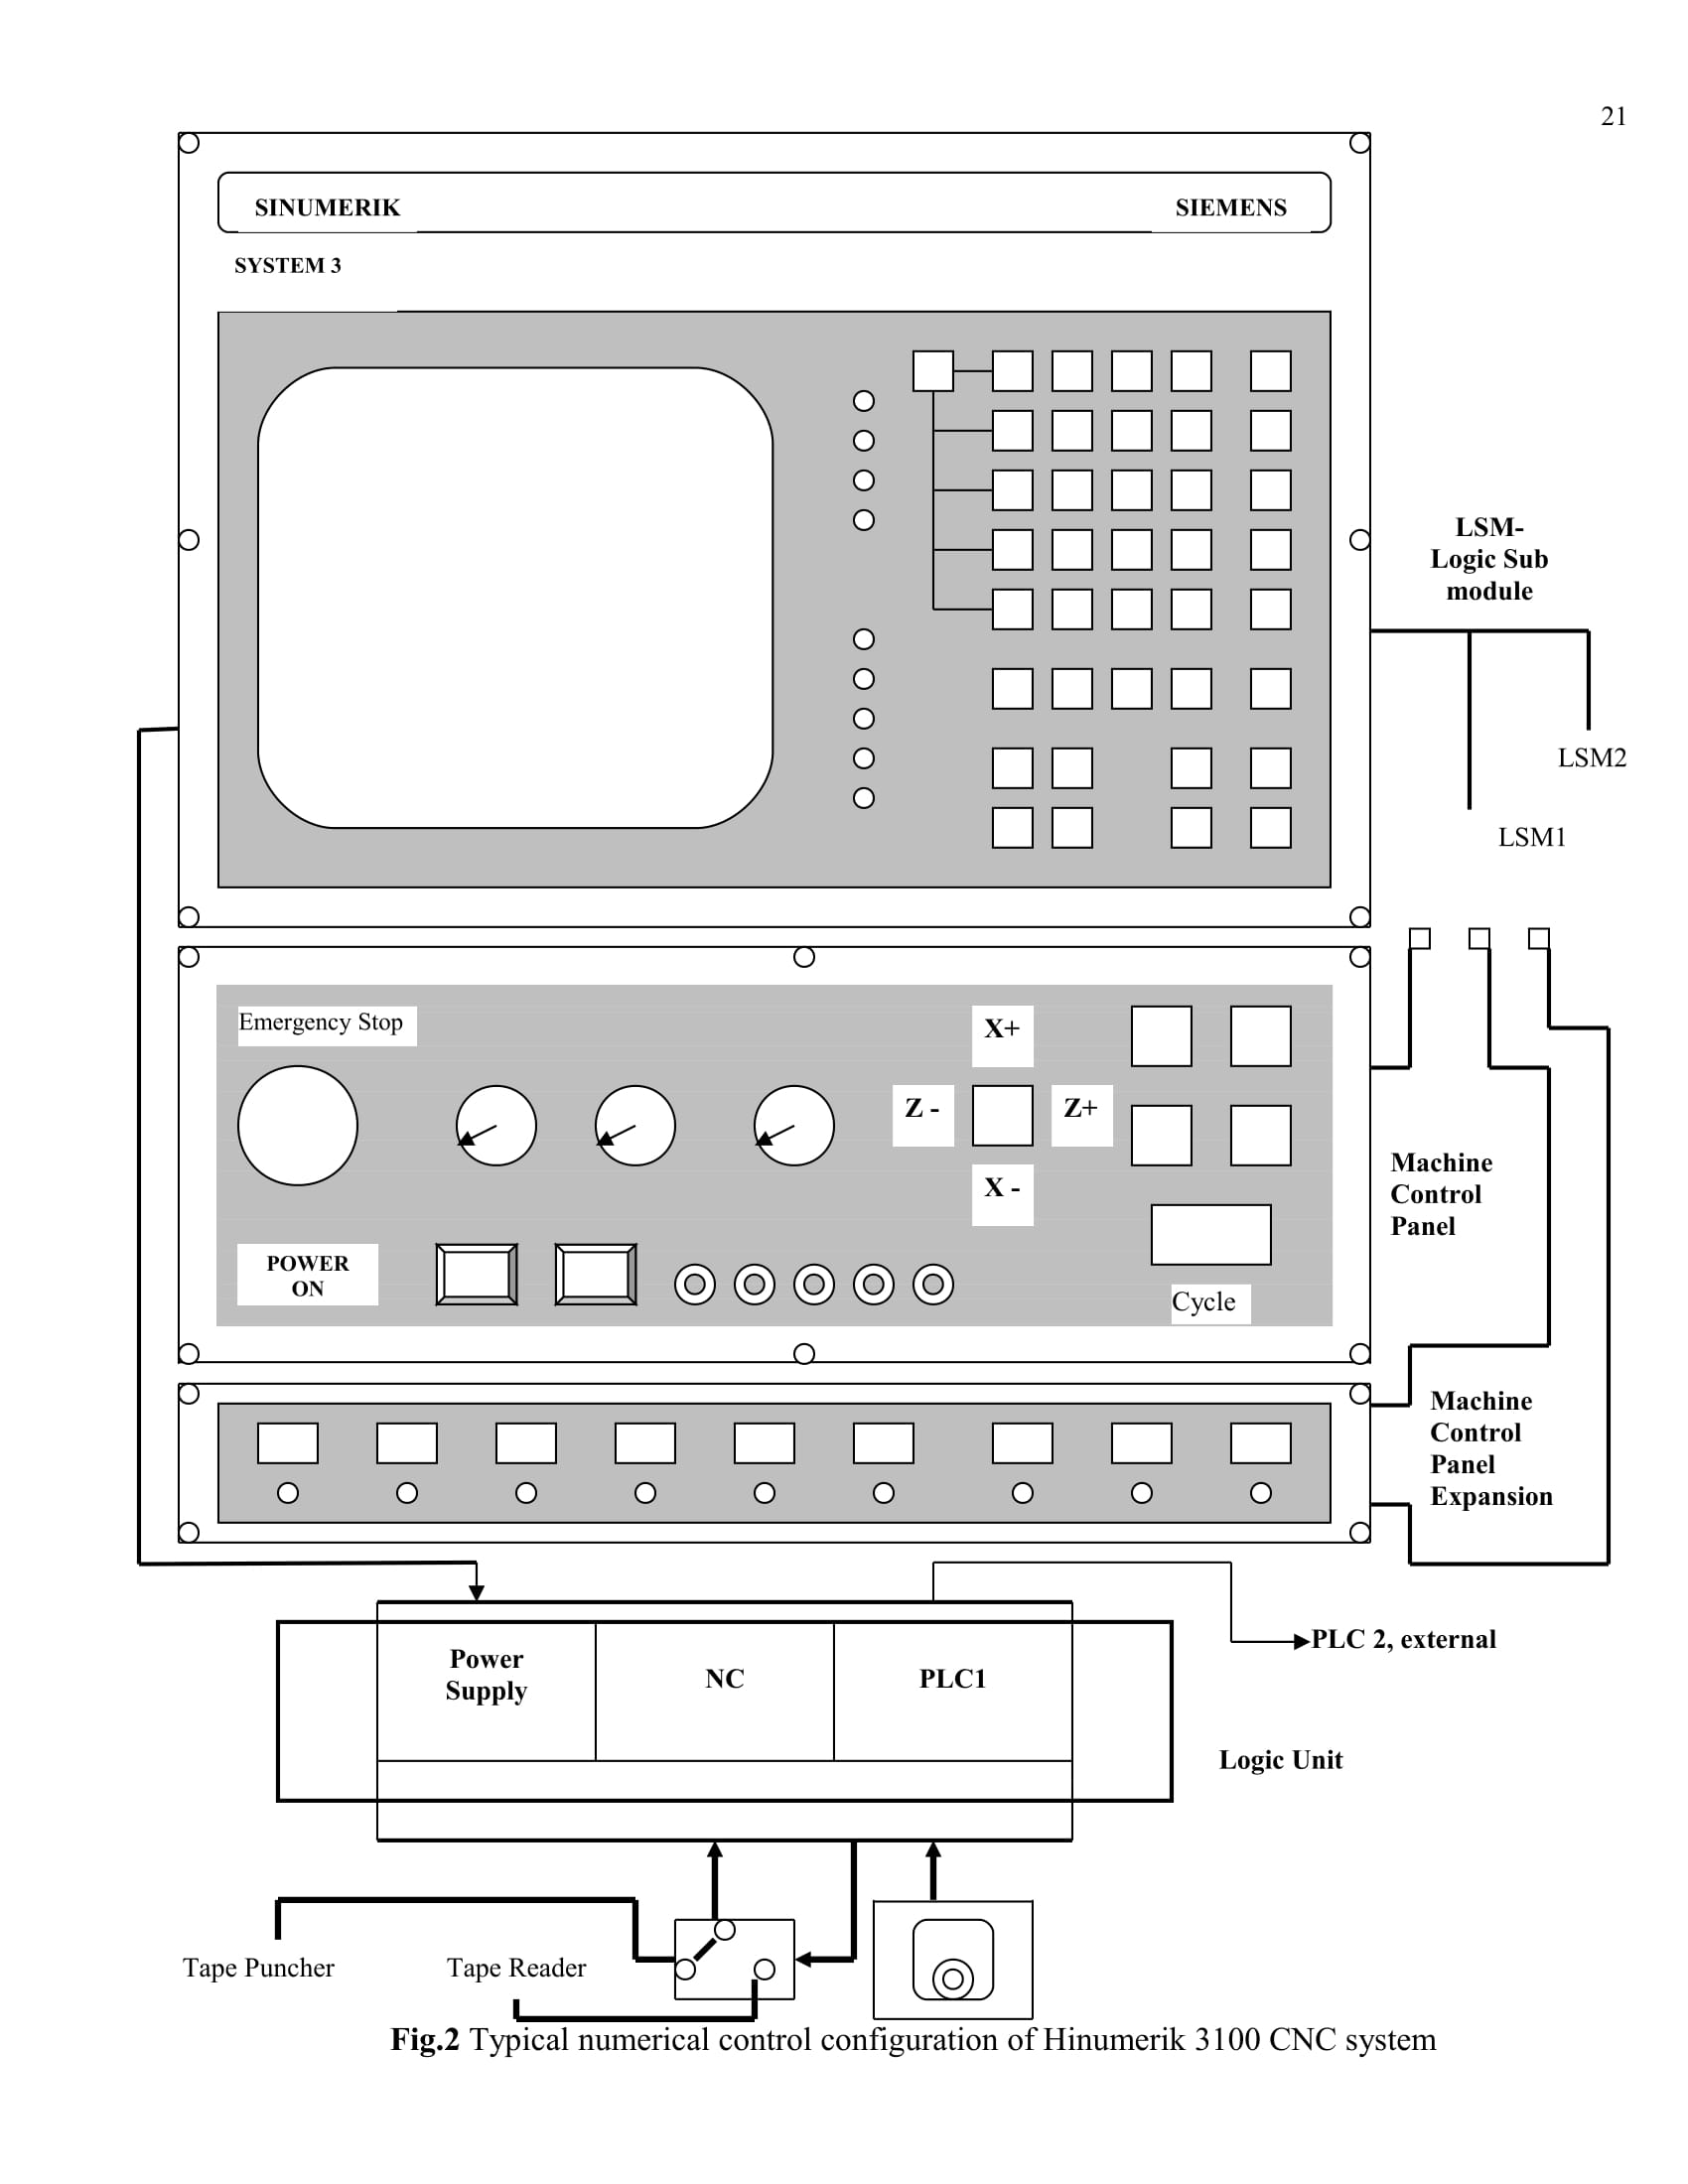 21
SINUMERIK SIEMENS
SYSTEM 3
LSM-
Logic Sub
module
LSM2
LSM1
Emergency Stop
X+
Z -
Z+
X -
POWER
ON
Cycle
Machine
Control
Panel
Machine
Control
Panel
Expansion
Power
Supply
NC
PLC1
PLC 2, external
Logic Unit
Tape Puncher
Tape Reader
Fig.2 Typical numerical control configuration of Hinumerik 3100 CNC system